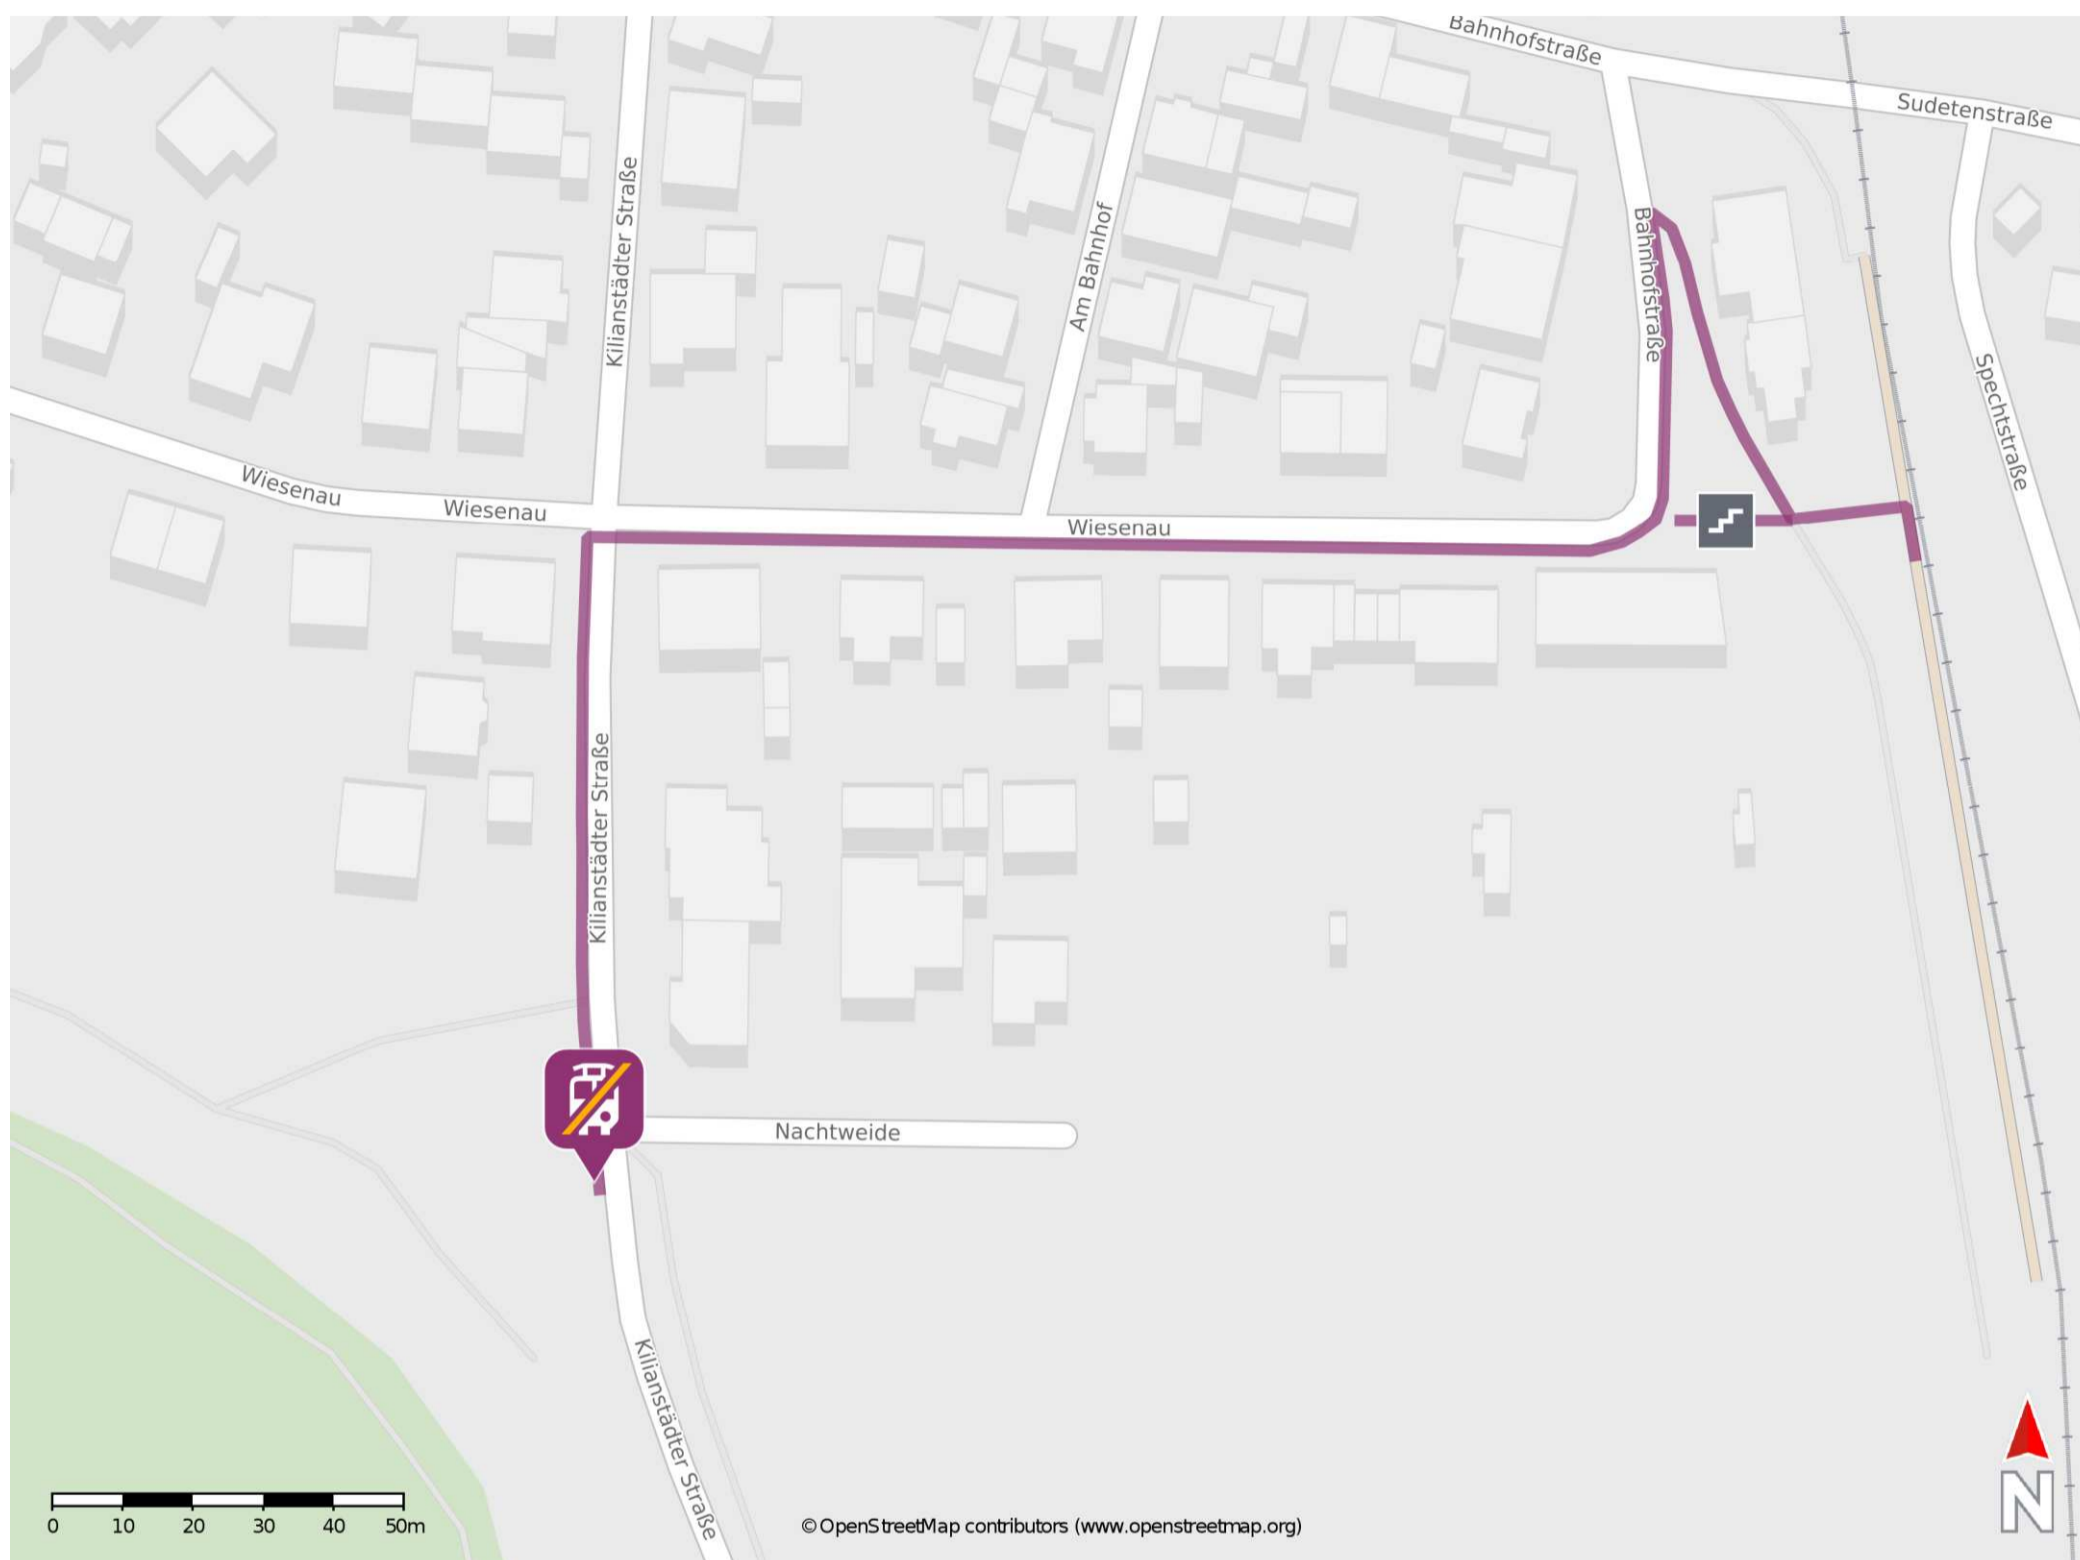 Bahnhofstraße
Sudetenstraße
Kilianstädter Straße
Am Bahnhof
Bahnhofstraße
Spechtstraße
Wiesenau
Wiesenau
Wiesenau
Kilianstädter Straße
Nachtweide
Kilianstädter Straße
N
0 10 20 30 40 50m
© OpenStreetMap contributors (www.openstreetmap.org)